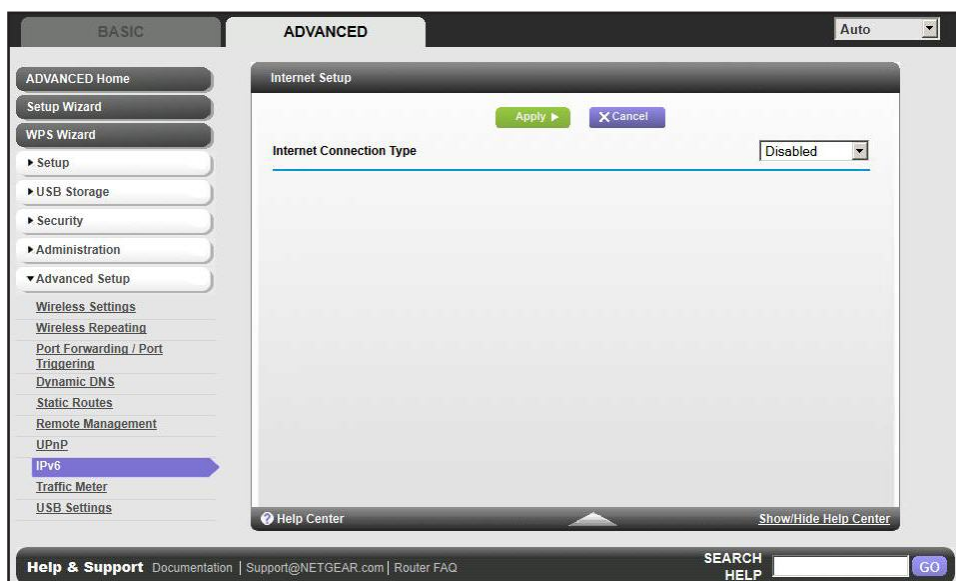 BASIC
ADVANCED
Auto
ADVANCED Home
Setup Wizard
WPS Wizard
Setup
USB Storage
Security
Administration
Advanced Setup
Wireless Settings
Wireless Repeating
Port Forwarding / Port
Triggering
Dynamic DNS
Static Routes
Remote Management
UPnP
IPv6
Traffic Meter
USB Settings
Internet Setup
Apply
Cancel
Internet Connection Type
Disabled
Help Center
Show/Hide Help Center
Help & Support Documentation | Support@NETGEAR.com | Router FAQ
SEARCH
HELP
GO